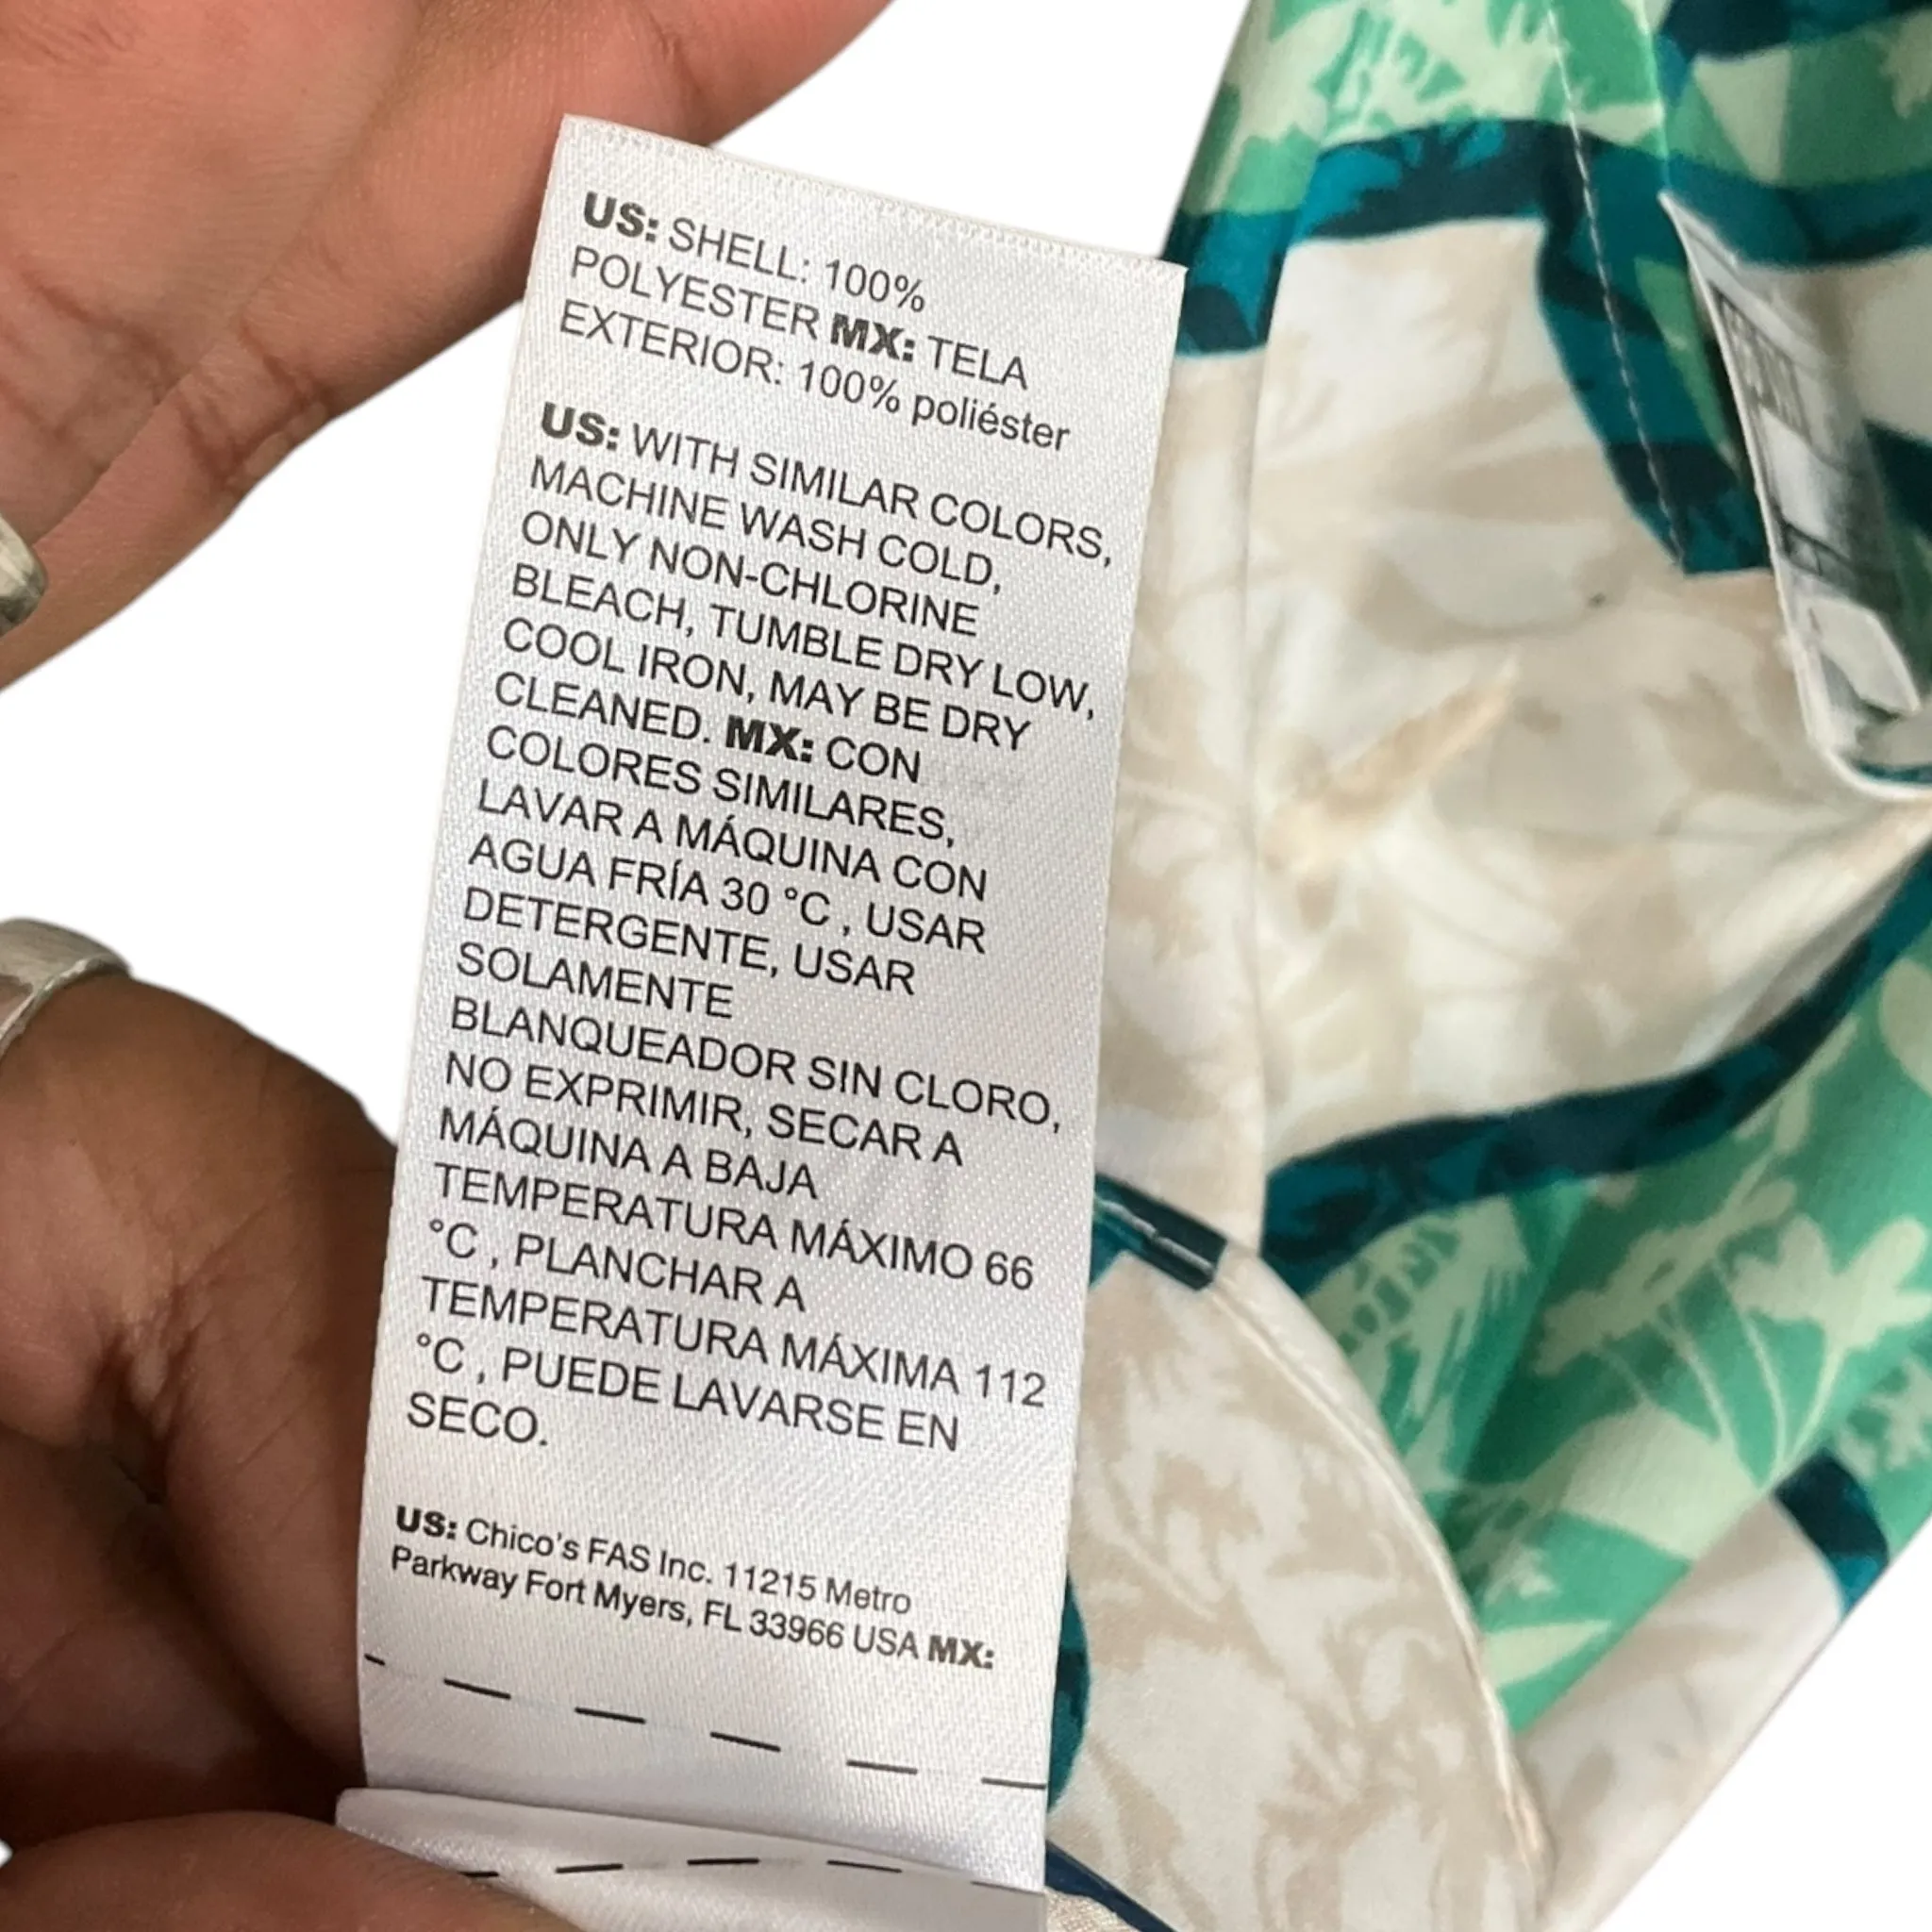 US: SHELL: 100%
POLYESTER MX: TELA
EXTERIOR: 100% poliéster
US: WITH SIMILAR COLORS,
MACHINE WASH COLD,
ONLY NON-CHLORINE
BLEACH, TUMBLE DRY LOW,
COOL IRON, MAY BE DRY
CLEANED. MX: CON
COLORES SIMILARES,
LAVAR A MÁQUINA CON
AGUA FRÍA 30 °C , USAR
DETERGENTE, USAR
SOLAMENTE
BLANQUEADOR SIN CLORO,
NO EXPRIMIR, SECAR A
MÁQUINA A BAJA
TEMPERATURA MÁXIMO 66
°C , PLANCHAR A
TEMPERATURA MÁXIMA 112
°C , PUEDE LAVARSE EN
SECO.
US: Chico's FAS Inc. 11215 Metro
Parkway Fort Myers, FL 33966 USA MX: